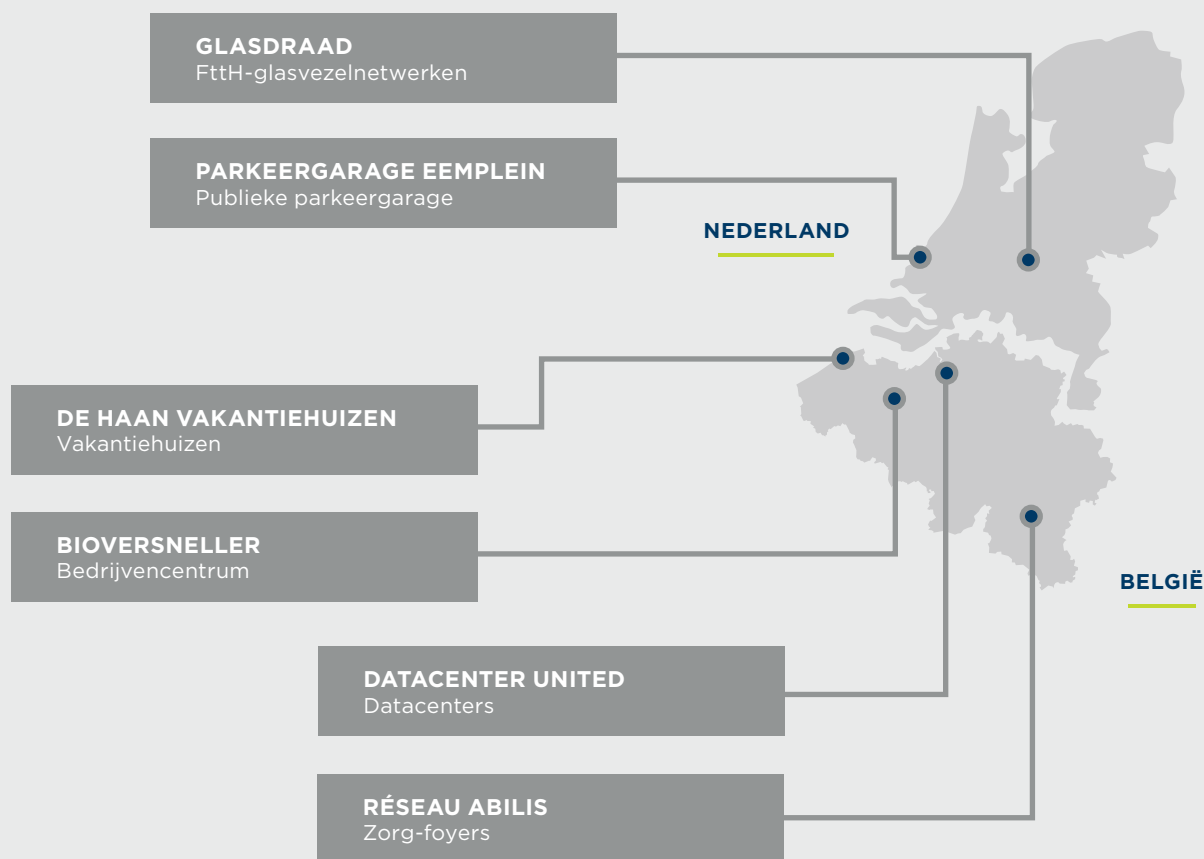 GLASDRAAD
FttH-glasvezelnetwerken
PARKEERGARAGE EEMPLEIN
Publieke parkeergarage
NEDERLAND
DE HAAN VAKANTIEHUIZEN
Vakantiehuizen
BIOVERSNELLER
Bedrijvencentrum
BELGIË
DATACENTER UNITED
Datacenters
RÉSEAU ABILIS
Zorg-foyers